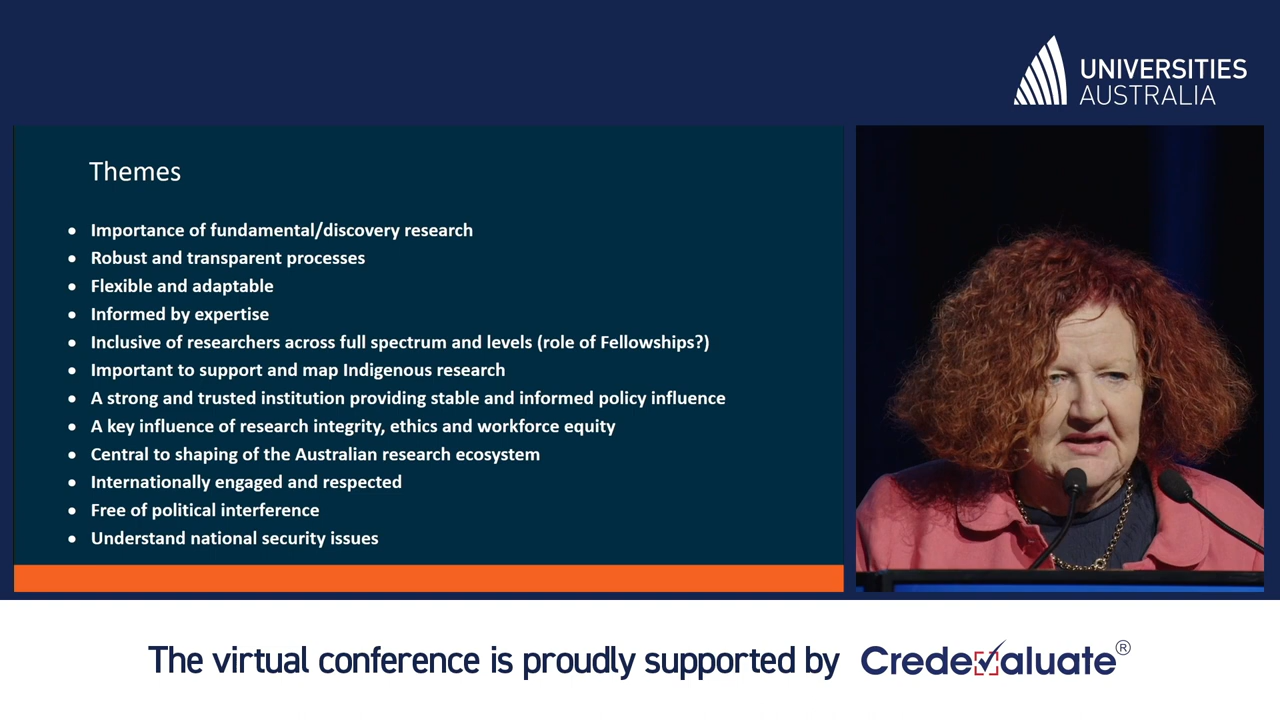 UNIVERSITIES
AUSTRALIA
Themes
• Importance of fundamental/discovery research
• Robust and transparent processes
• Flexible and adaptable
• Informed by expertise
• Inclusive of researchers across full spectrum and levels (role of Fellowships?)
• Important to support and map Indigenous research
• A strong and trusted institution providing stable and informed policy influence
• A key influence of research integrity, ethics and workforce equity
• Central to shaping of the Australian research ecosystem
• Internationally engaged and respected
• Free of political interference
• Understand national security issues
The virtual conference is proudly supported by Credevaluate®